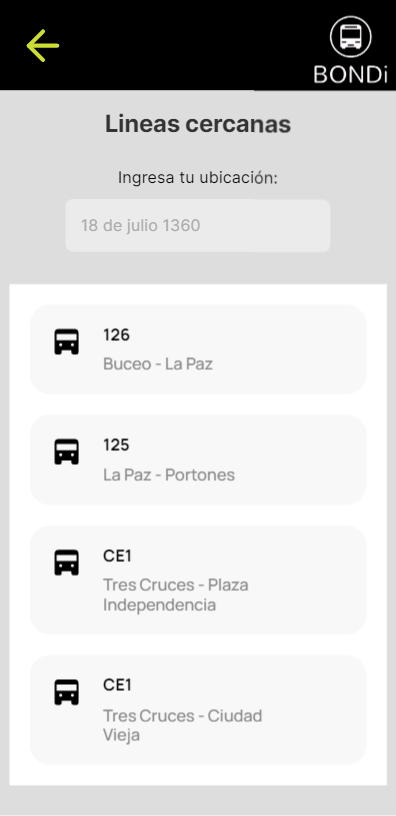 BONDi
Lineas cercanas
Ingresa tu ubicación:
18 de julio 1360
126
Buceo - La Paz
125
La Paz - Portones
CE1
Tres Cruces - Plaza
Independencia
CE1
Tres Cruces - Ciudad
Vieja